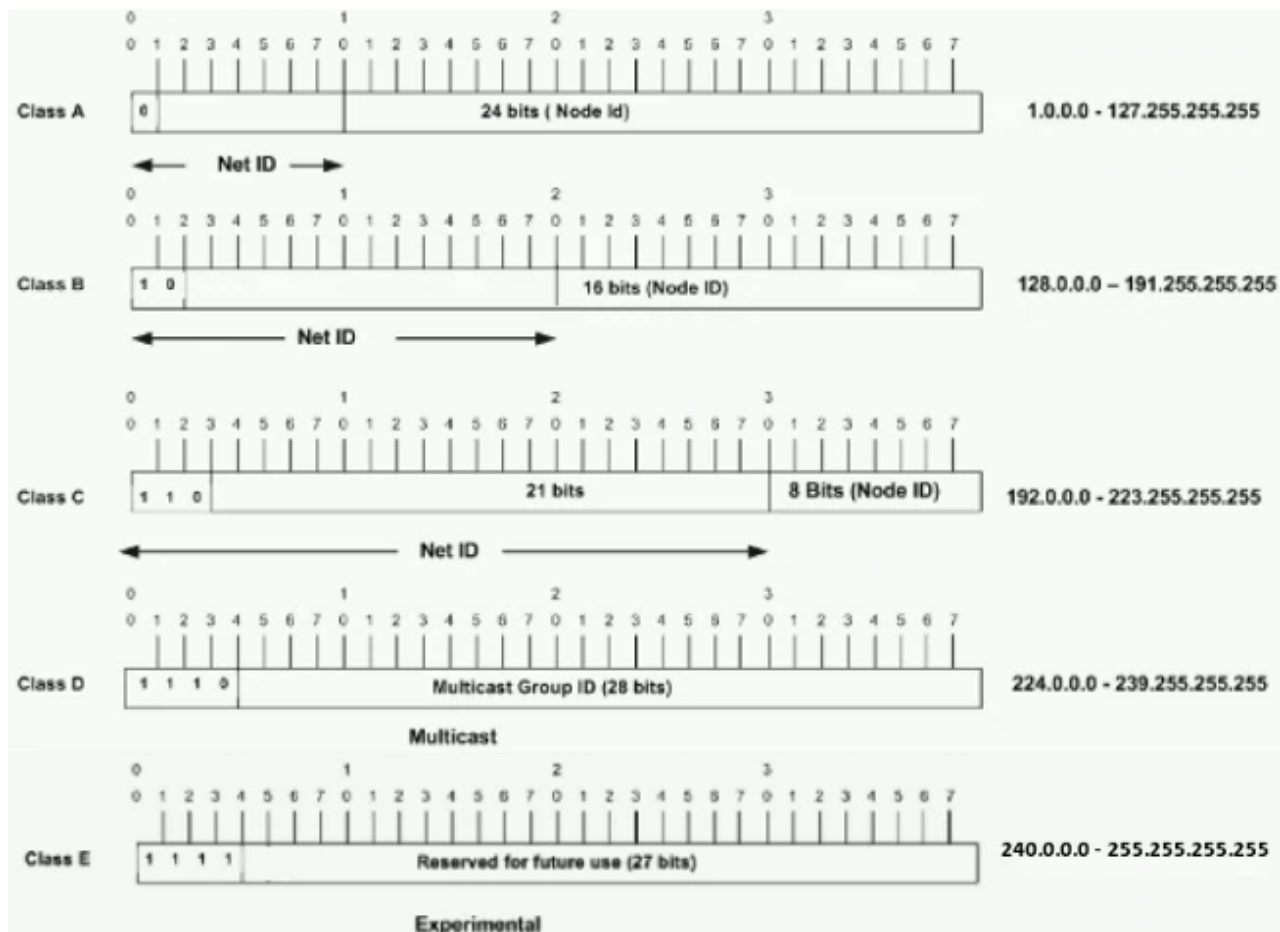 0 1 2 3
0 1 2 3 4 5 6 7 0 1 2 3 4 5 6 7 0 1 2 3 4 5 6 7 0 1 2 3 4 5 6 7
Class A 0 24 bits ( Node Id) 1.0.0.0 - 127.255.255.255
Net ID
0 1 2 3
0 1 2 3 4 5 6 7 0 1 2 3 4 5 6 7 0 1 2 3 4 5 6 7 0 1 2 3 4 5 6 7
Class B 1 0 16 bits (Node ID) 128.0.0.0 – 191.255.255.255
Net ID
0 1 2 3
0 1 2 3 4 5 6 7 0 1 2 3 4 5 6 7 0 1 2 3 4 5 6 7 0 1 2 3 4 5 6 7
Class C 1 1 0 21 bits 8 Bits (Node ID) 192.0.0.0 - 223.255.255.255
Net ID
0 1 2 3
0 1 2 3 4 5 6 7 0 1 2 3 4 5 6 7 0 1 2 3 4 5 6 7 0 1 2 3 4 5 6 7
Class D 1 1 1 0 Multicast Group ID (28 bits) 224.0.0.0 - 239.255.255.255
Multicast
0 1 2 3
0 1 2 3 4 5 6 7 0 1 2 3 4 5 6 7 0 1 2 3 4 5 6 7 0 1 2 3 4 5 6 7
Class E 1 1 1 1 Reserved for future use (27 bits) 240.0.0.0 - 255.255.255.255
Experimental